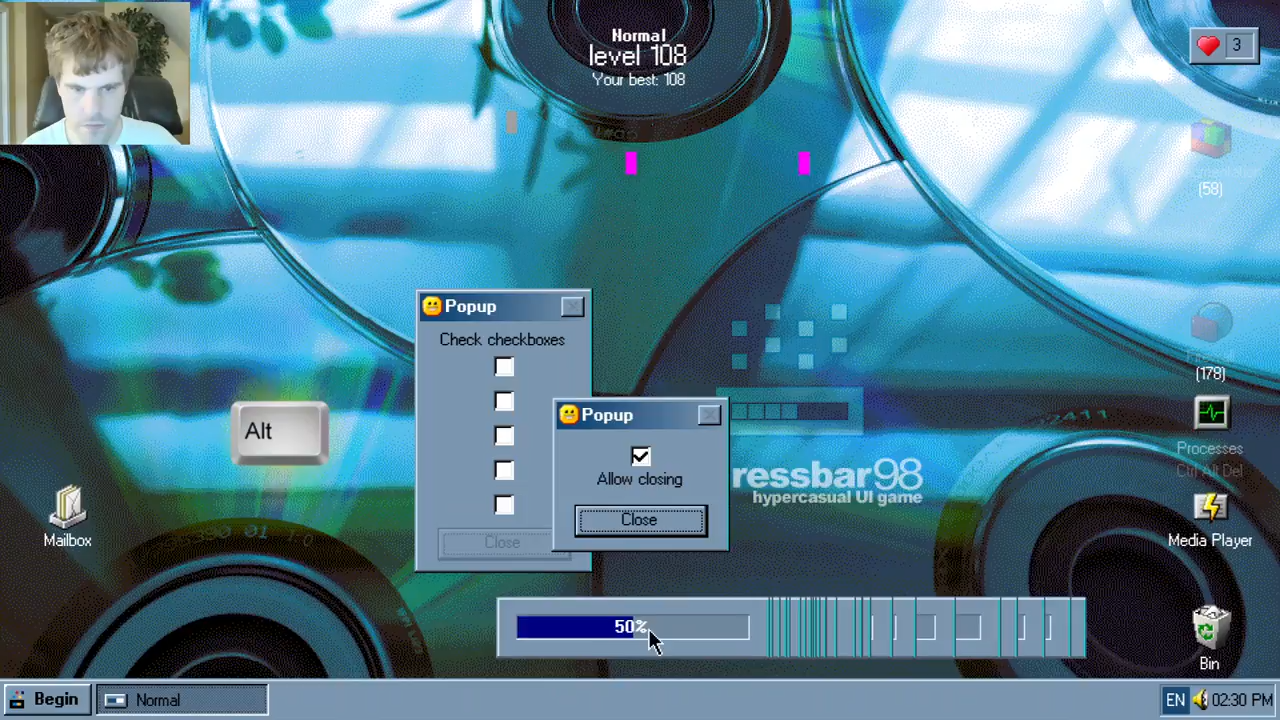 Normal
level 108
Your best: 108
3
(58)
Popup
Check checkboxes
Close
Popup
Allow closing
Close
Alt
(178)
Processes
Ctrl Alt Del
ressbar98
hypercasual UI game
Mailbox
Media Player
50%
Bin
Begin
Normal
EN
02:30 PM